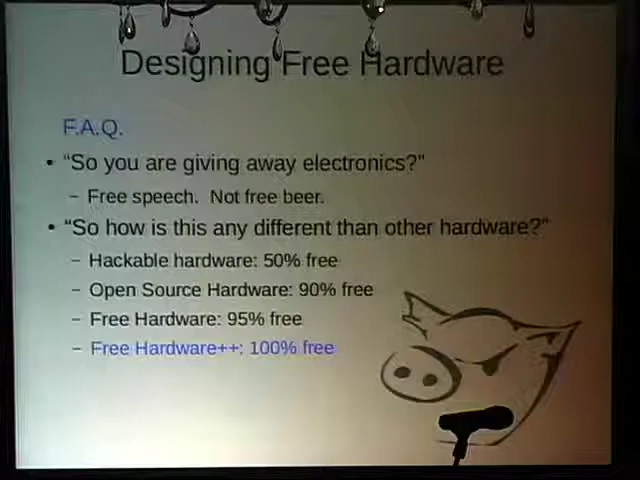 Designing Free Hardware
F.A.Q.
• “So you are giving away electronics?”
– Free speech.  Not free beer.
• “So how is this any different than other hardware?”
– Hackable hardware: 50% free
– Open Source Hardware: 90% free
– Free Hardware: 95% free
– Free Hardware++: 100% free